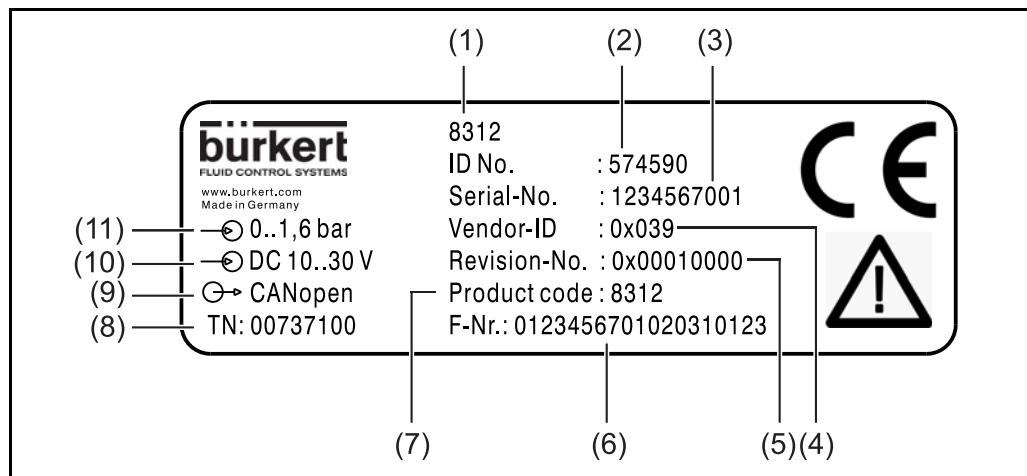 (1)
(2)
(3)
burkert
FLUID CONTROL SYSTEMS
www.burkert.com
Made in Germany
(11) 0..1,6 bar
(10) DC 10..30 V
(9) CANopen
(8) TN: 00737100
8312
ID No. : 574590
Serial-No. : 1234567001
Vendor-ID : 0x039
Revision-No. : 0x00010000
Product code : 8312
F-Nr.: 0123456701020310123
CE
(7)
(6)
(5) (4)